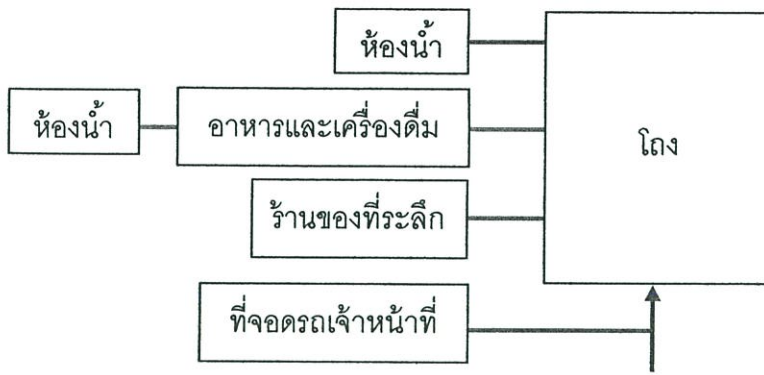 ห้องน้ำ
ห้องน้ำ
อาหารและเครื่องดื่ม
โถง
ร้านของที่ระลึก
ที่จอดรถเจ้าหน้าที่